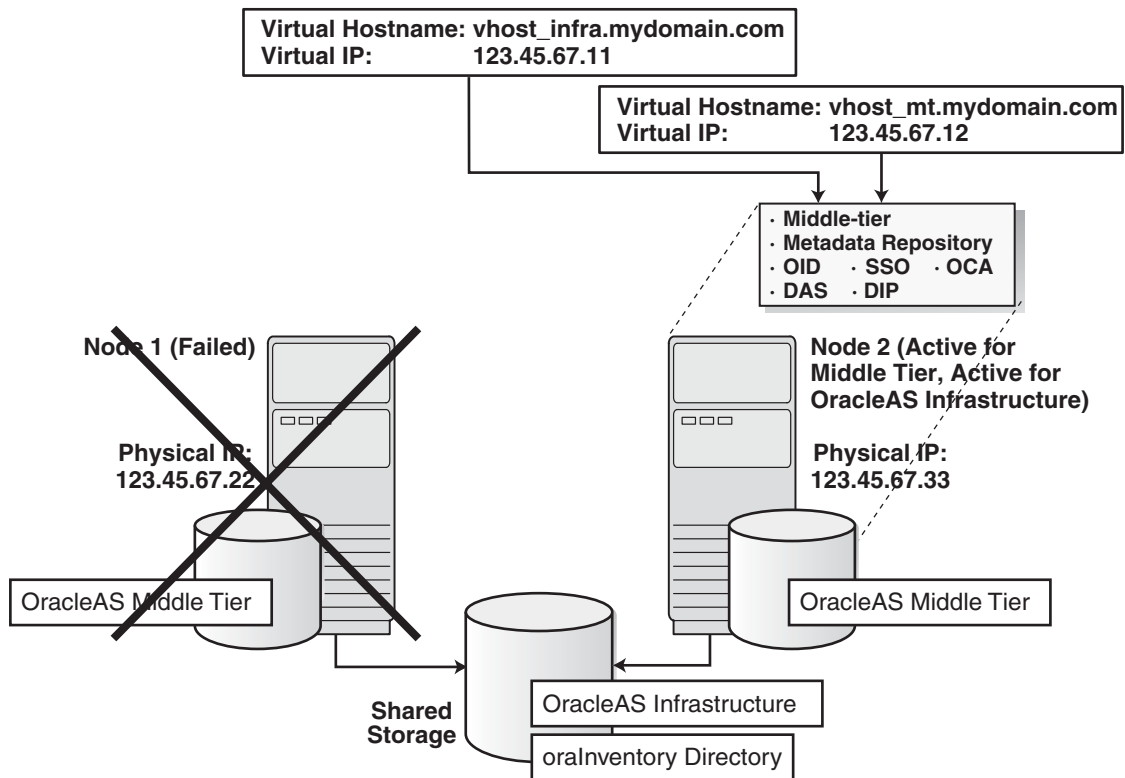 Virtual Hostname: vhost_infra.mydomain.com
Virtual IP: 123.45.67.11
Virtual Hostname: vhost_mt.mydomain.com
Virtual IP: 123.45.67.12
· Middle-tier
· Metadata Repository
· OID · SSO · OCA
· DAS · DIP
Node 1 (Failed)
Physical IP:
123.45.67.22
OracleAS Middle Tier
Node 2 (Active for
Middle Tier, Active for
OracleAS Infrastructure)
Physical IP:
123.45.67.33
OracleAS Middle Tier
Shared
Storage
OracleAS Infrastructure
oraInventory Directory